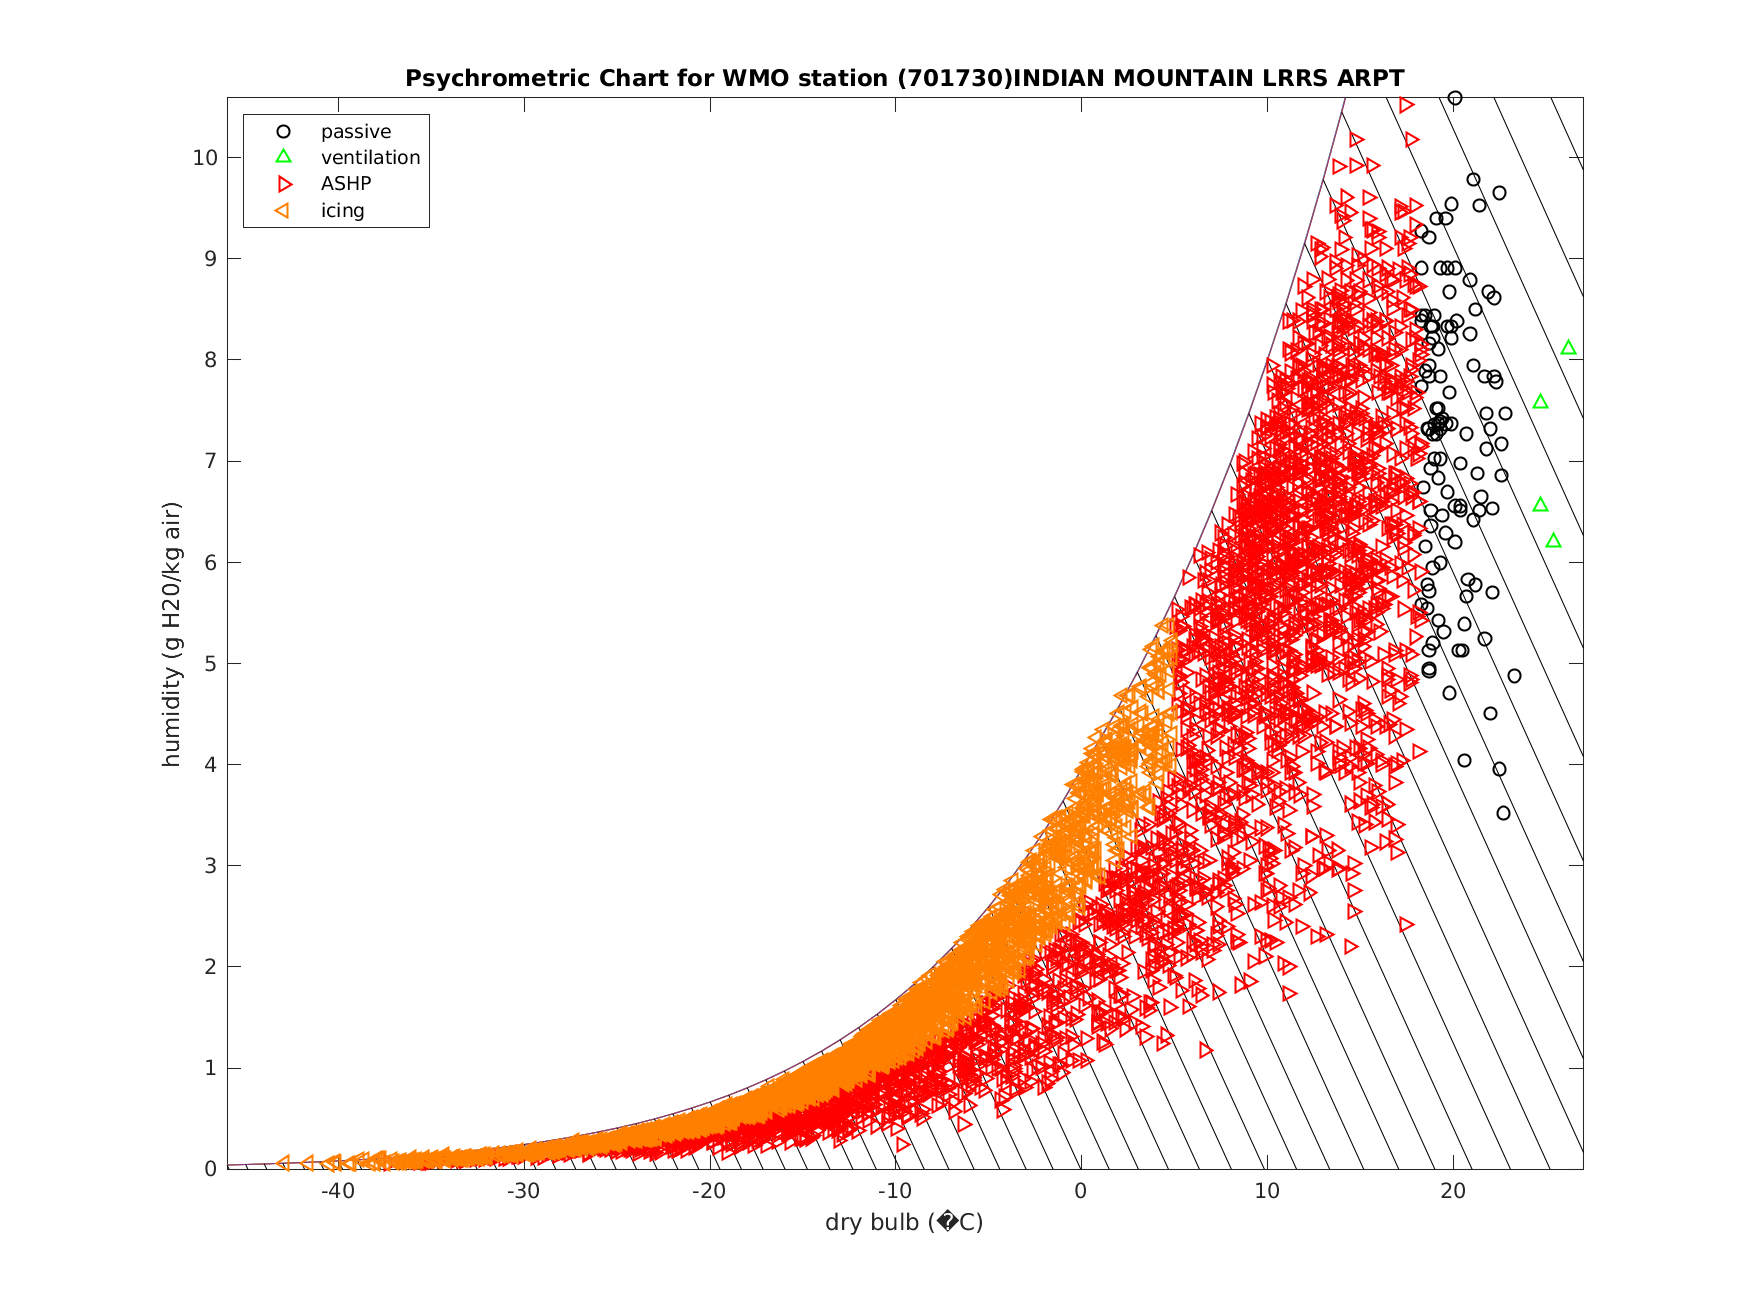 Psychrometric Chart for WMO station (701730)INDIAN MOUNTAIN LRRS ARPT
passive
ventilation
ASHP
icing
10
9
8
7
6
5
4
3
2
1
0
humidity (g H20/kg air)
-40 -30 -20 -10 0 10 20
dry bulb (�C)